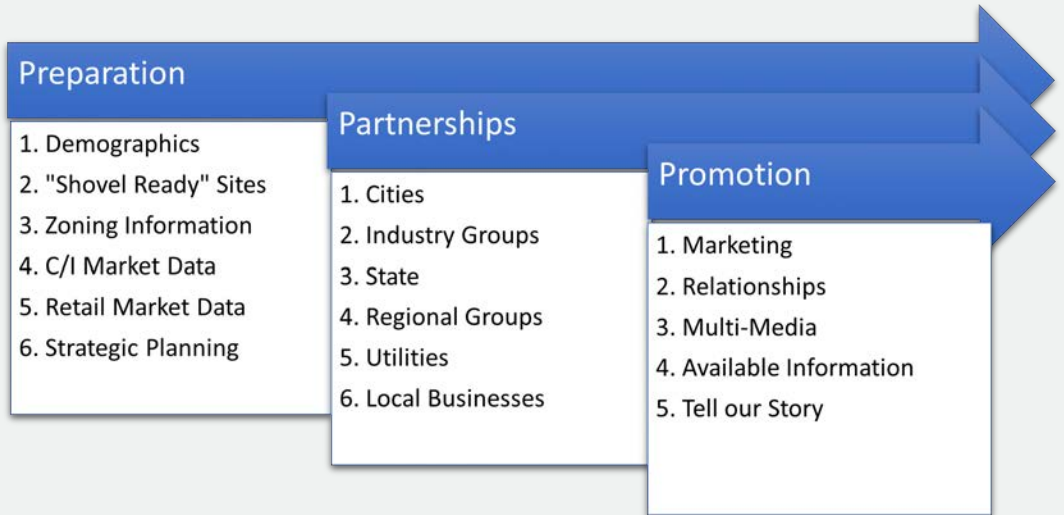 Preparation
1. Demographics
2. "Shovel Ready" Sites
3. Zoning Information
4. C/I Market Data
5. Retail Market Data
6. Strategic Planning
Partnerships
1. Cities
2. Industry Groups
3. State
4. Regional Groups
5. Utilities
6. Local Businesses
Promotion
1. Marketing
2. Relationships
3. Multi-Media
4. Available Information
5. Tell our Story